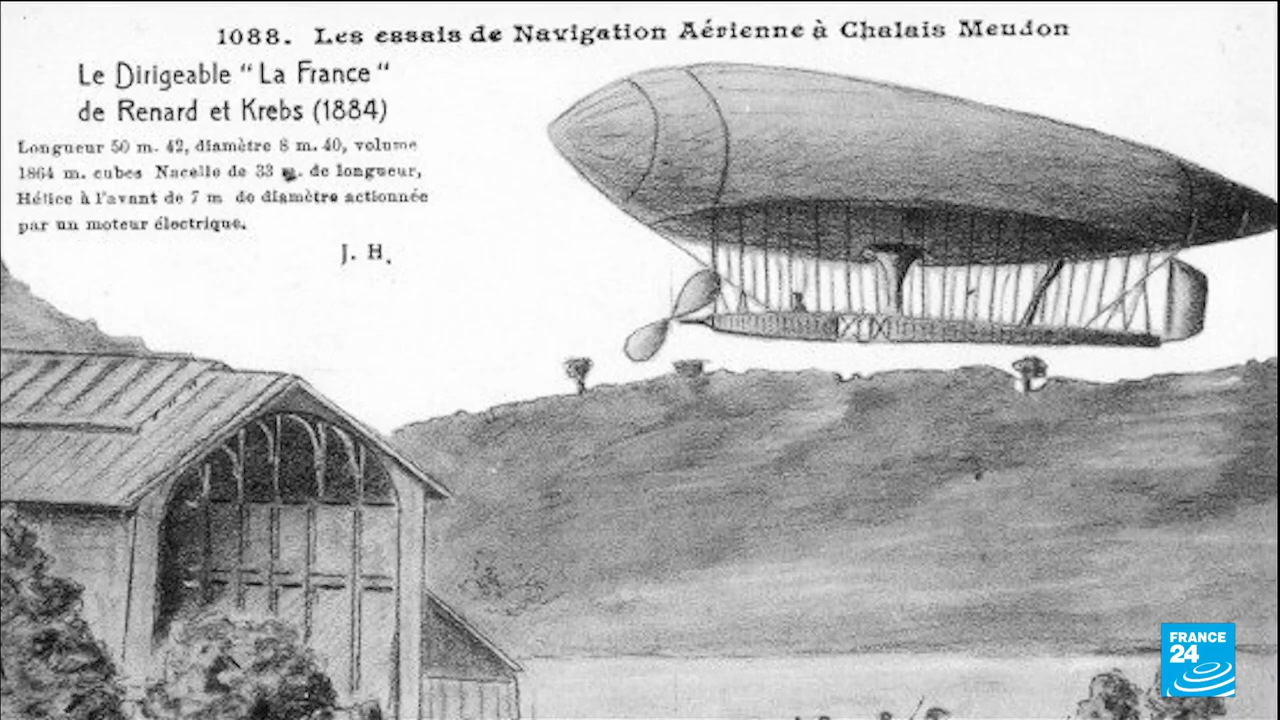 1088. Les essais de Navigation Aérienne à Chalais Meudon
Le Dirigeable "La France"
de Renard et Krebs (1884)
Longueur 50 m. 42, diamètre 8 m. 40, volume
1864 m. cubes Nacelle de 33 m. de longueur,
Hélice à l'avant de 7 m de diamètre actionnée
par un moteur électrique.
J. H.
FRANCE
24